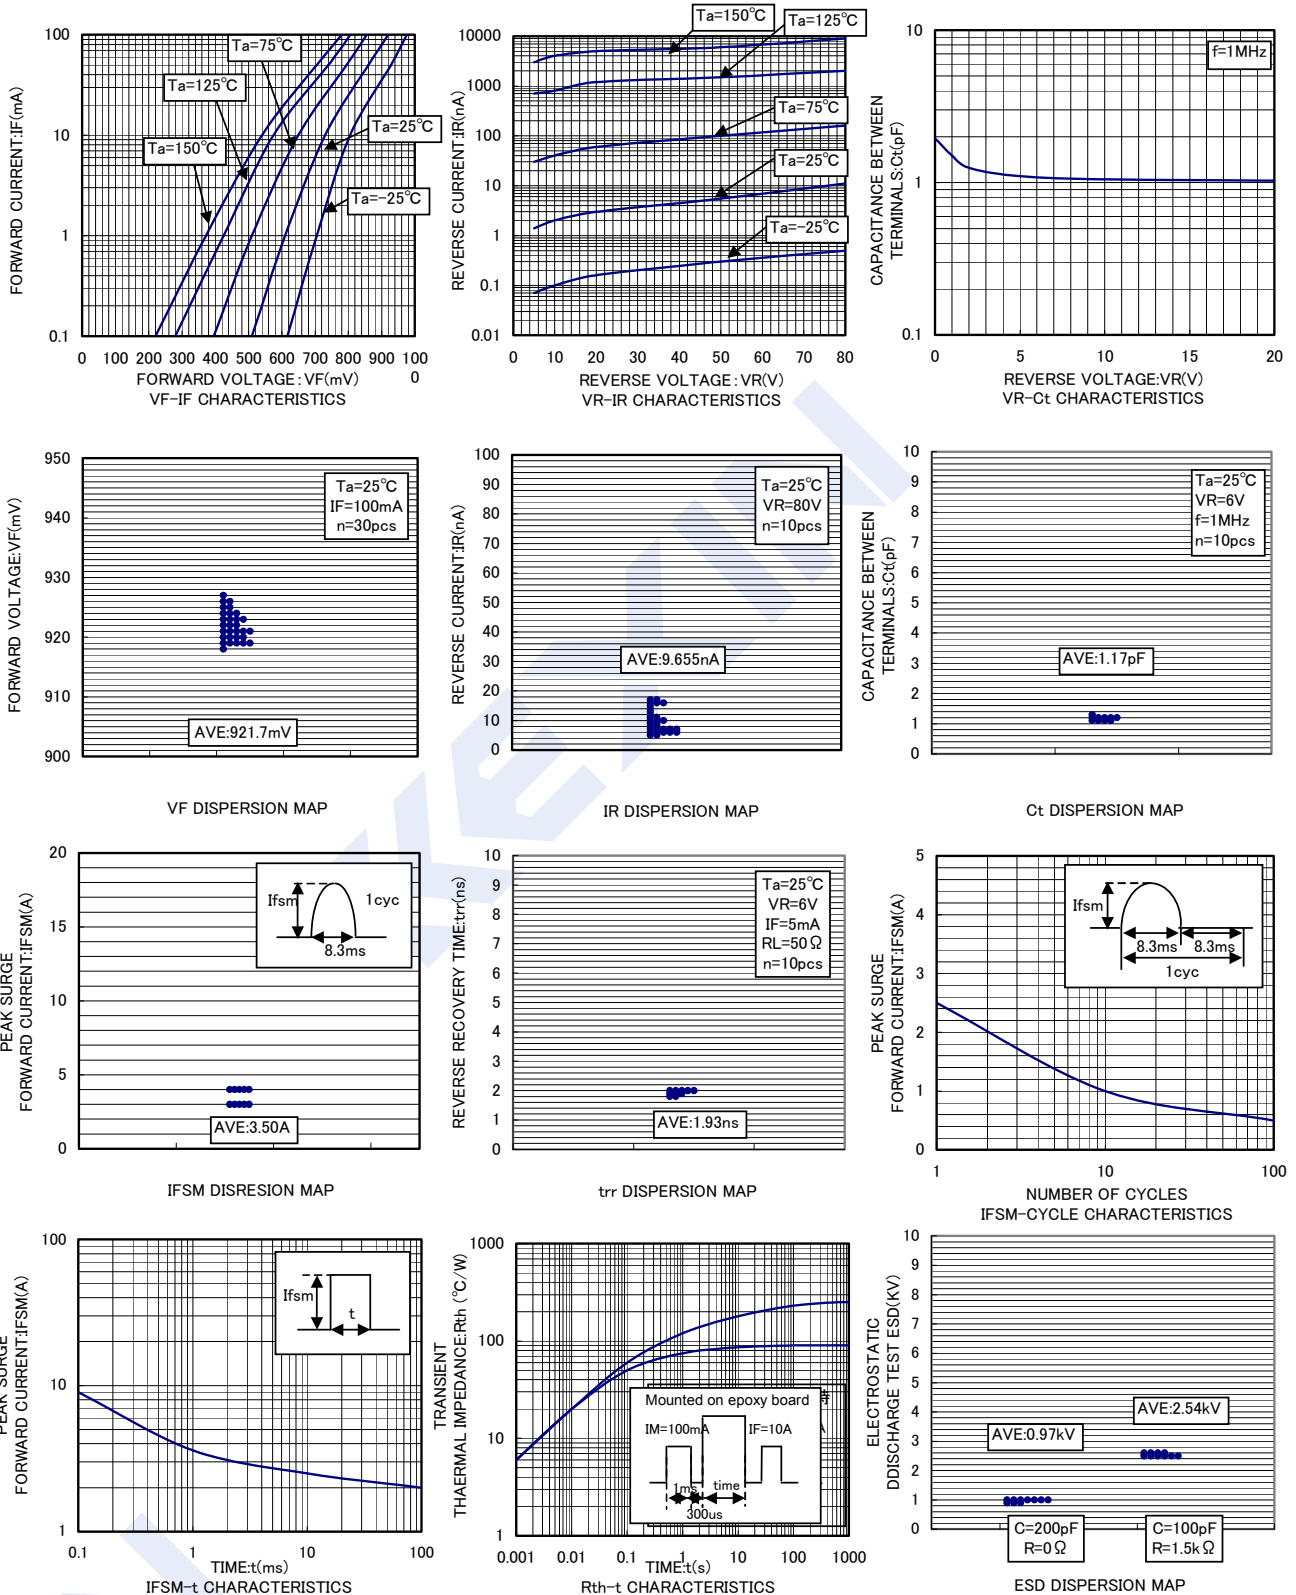 Ta=150℃
Ta=125℃
Ta=75℃
Ta=125℃
Ta=150℃
Ta=25℃
Ta=-25℃
FORWARD CURRENT:IF(mA)
100
10
1
0.1
0 100 200 300 400 500 600 700 800 900 100
0
FORWARD VOLTAGE:VF(mV)
VF-IF CHARACTERISTICS
Ta=75℃
Ta=25℃
Ta=-25℃
REVERSE CURRENT:IR(nA)
10000
1000
100
10
1
0.1
0.01
0 10 20 30 40 50 60 70 80
REVERSE VOLTAGE:VR(V)
VR-IR CHARACTERISTICS
f=1MHz
CAPACITANCE BETWEEN
TERMINALS:Ct(pF)
10
1
0.1
0 5 10 15 20
REVERSE VOLTAGE:VR(V)
VR-Ct CHARACTERISTICS
FORWARD VOLTAGE:VF(mV)
950
940
930
920
910
900
Ta=25℃
IF=100mA
n=30pcs
AVE:921.7mV
VF DISPERSION MAP
REVERSE CURRENT:IR(nA)
100
90
80
70
60
50
40
30
20
10
0
Ta=25℃
VR=80V
n=10pcs
AVE:9.655nA
IR DISPERSION MAP
CAPACITANCE BETWEEN
TERMINALS:Ct(pF)
10
9
8
7
6
5
4
3
2
1
0
Ta=25℃
VR=6V
f=1MHz
n=10pcs
AVE:1.17pF
Ct DISPERSION MAP
KEXIN
PEAK SURGE
FORWARD CURRENT:IFSM(A)
20
15
10
5
0
Ifsm
1cyc
8.3ms
AVE:3.50A
IFSM DISRESION MAP
REVERSE RECOVERY TIME:trr(ns)
10
9
8
7
6
5
4
3
2
1
0
Ta=25℃
VR=6V
IF=5mA
RL=50Ω
n=10pcs
AVE:1.93ns
trr DISPERSION MAP
PEAK SURGE
FORWARD CURRENT:IFSM(A)
5
4
3
2
1
0
Ifsm
8.3ms 8.3ms
1cyc
1 10 100
NUMBER OF CYCLES
IFSM-CYCLE CHARACTERISTICS
PEAK SURGE
FORWARD CURRENT:IFSM(A)
100
10
1
Ifsm
t
0.1 1 10 100
TIME:t(ms)
IFSM-t CHARACTERISTICS
TRANSIENT
THAERMAL IMPEDANCE:Rth (℃/W)
1000
100
10
1
Mounted on epoxy board
IM=100mA IF=10A
1ms time
300us
0.001 0.01 0.1 1 10 100 1000
TIME:t(s)
Rth-t CHARACTERISTICS
ELECTROSTATIC
DDISCHARGE TEST ESD(KV)
10
9
8
7
6
5
4
3
2
1
0
AVE:2.54kV
AVE:0.97kV
C=200pF
R=0Ω
C=100pF
R=1.5kΩ
ESD DISPERSION MAP